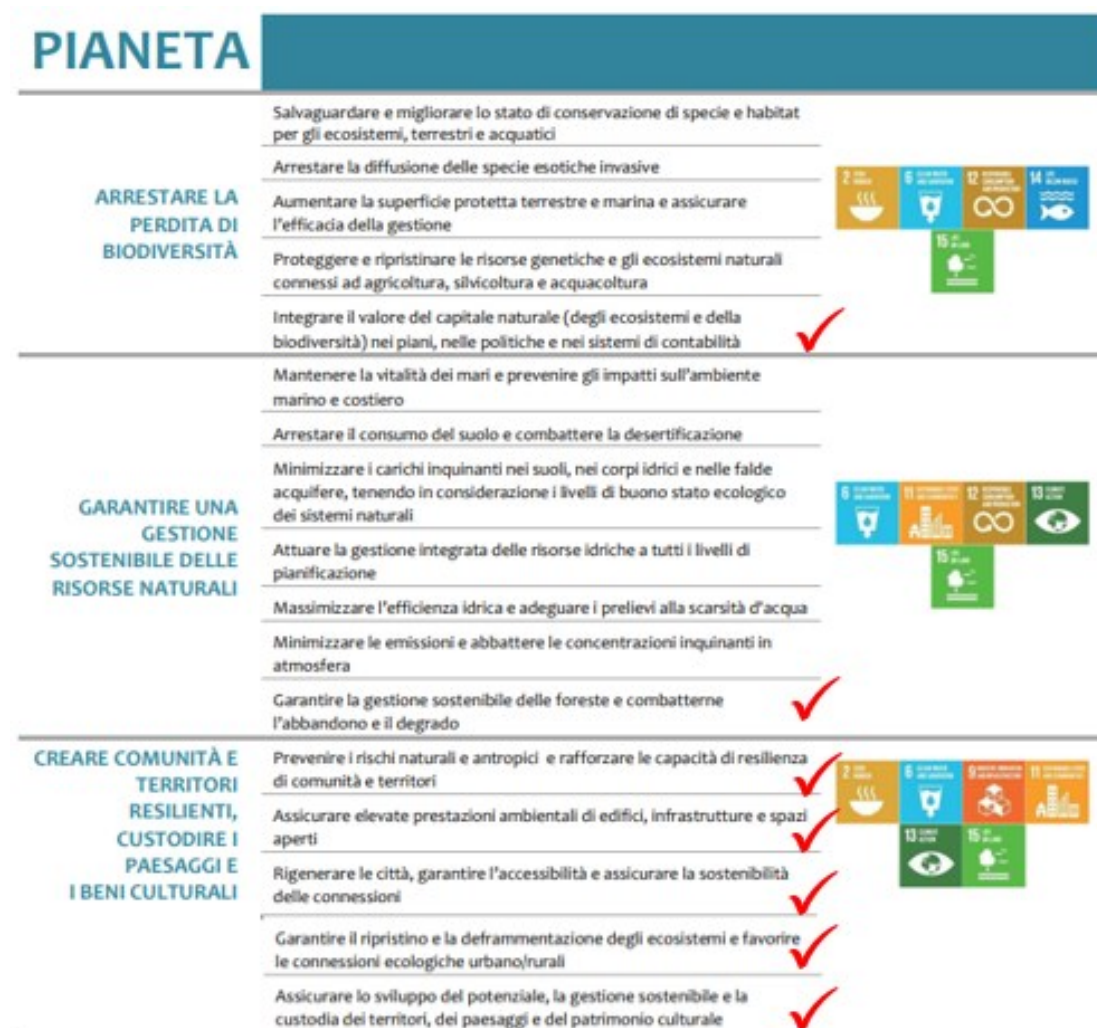 PIANETA
ARRESTARE LA
PERDITA DI
BIODIVERSITÀ
Salvaguardare e migliorare lo stato di conservazione di specie e habitat
per gli ecosistemi, terrestri e acquatici
Arrestare la diffusione delle specie esotiche invasive
Aumentare la superficie protetta terrestre e marina e assicurare
l'efficacia della gestione
Proteggere e ripristinare le risorse genetiche e gli ecosistemi naturali
connessi ad agricoltura, silvicoltura e acquacoltura
Integrare il valore del capitale naturale (degli ecosistemi e della
biodiversità) nei piani, nelle politiche e nei sistemi di contabilità
2
6
12
14
15
GARANTIRE UNA
GESTIONE
SOSTENIBILE DELLE
RISORSE NATURALI
Mantenere la vitalità dei mari e prevenire gli impatti sull'ambiente
marino e costiero
Arrestare il consumo del suolo e combattere la desertificazione
Minimizzare i carichi inquinanti nei suoli, nei corpi idrici e nelle falde
acquifere, tenendo in considerazione i livelli di buono stato ecologico
dei sistemi naturali
Attuare la gestione integrata delle risorse idriche a tutti i livelli di
pianificazione
Massimizzare l'efficienza idrica e adeguare i prelievi alla scarsità d'acqua
Minimizzare le emissioni e abbattere le concentrazioni inquinanti in
atmosfera
Garantire la gestione sostenibile delle foreste e combatterne
l'abbandono e il degrado
6
11
12
13
15
CREARE COMUNITÀ E
TERRITORI
RESILIENTI,
CUSTODIRE I
PAESAGGI E
I BENI CULTURALI
Prevenire i rischi naturali e antropici e rafforzare le capacità di resilienza
di comunità e territori
Assicurare elevate prestazioni ambientali di edifici, infrastrutture e spazi
aperti
Rigenerare le città, garantire l'accessibilità e assicurare la sostenibilità
delle connessioni
Garantire il ripristino e la deframmentazione degli ecosistemi e favorire
le connessioni ecologiche urbano/rurali
Assicurare lo sviluppo del potenziale, la gestione sostenibile e la
custodia dei territori, dei paesaggi e del patrimonio culturale
2
6
9
11
13
15